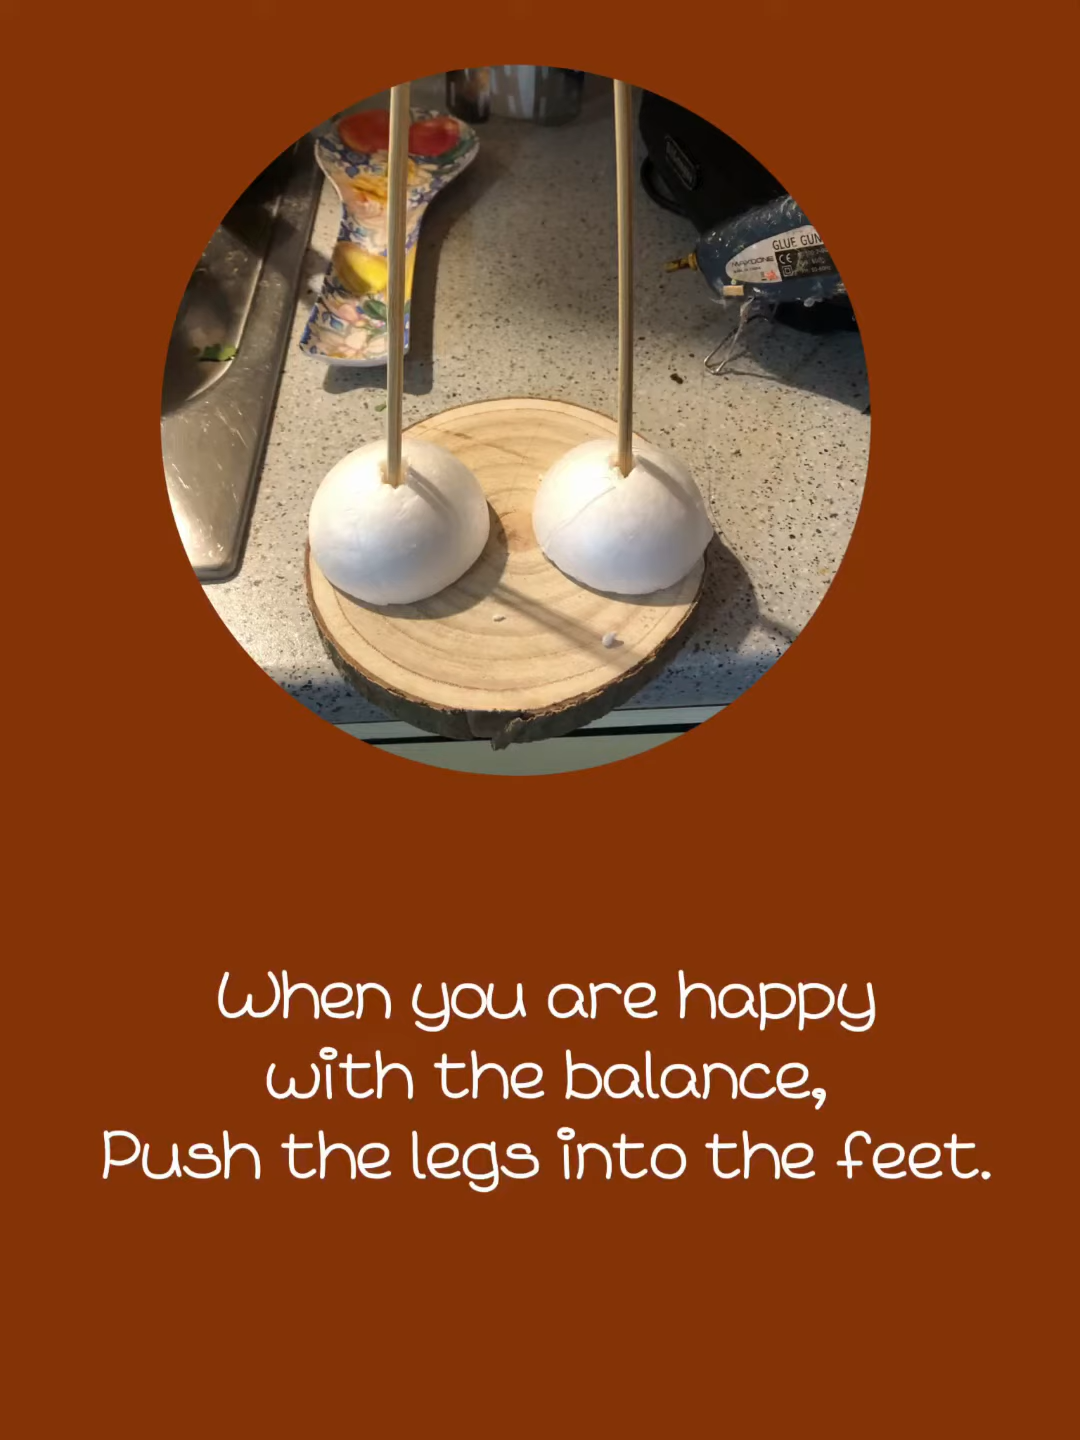 GLUE GUN
When you are happy
with the balance,
Push the legs into the feet.